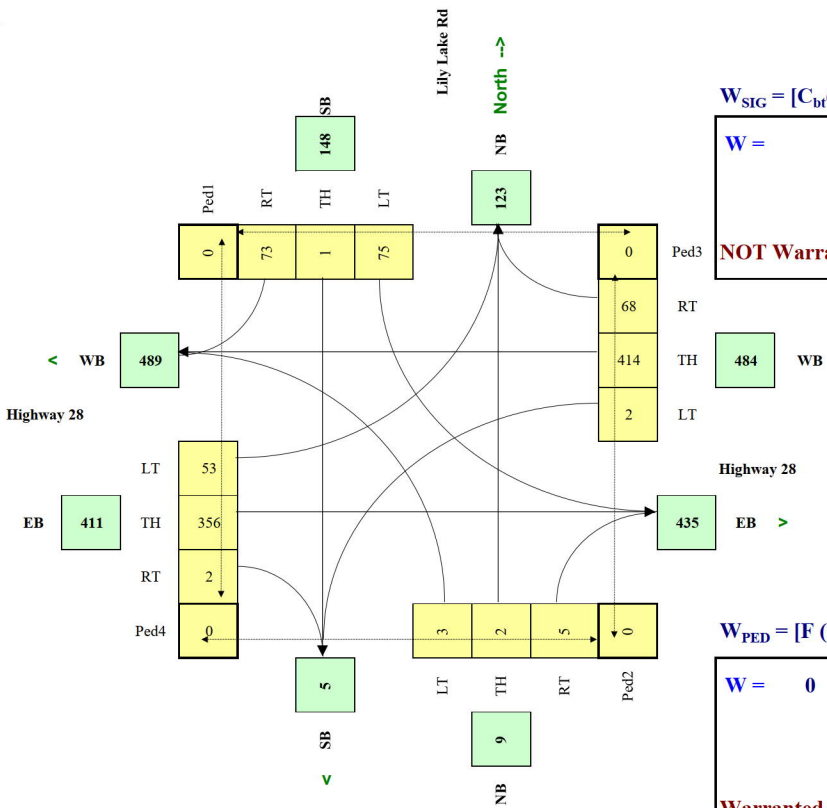 Lily Lake Rd
North -->
SB
148
NB
123
W_SIG = [C_bt
W =
NOT Warra
Ped1
RT
TH
LT
0
73
1
75
0
Ped3
68
RT
414
TH
2
LT
484
WB
< WB
489
Highway 28
Highway 28
LT
53
EB
411
TH
356
RT
2
Ped4
0
435
EB >
3
2
5
0
LT
TH
RT
Ped2
5
SB
<
9
NB
W_PED = [F (
W = 0
Warranted